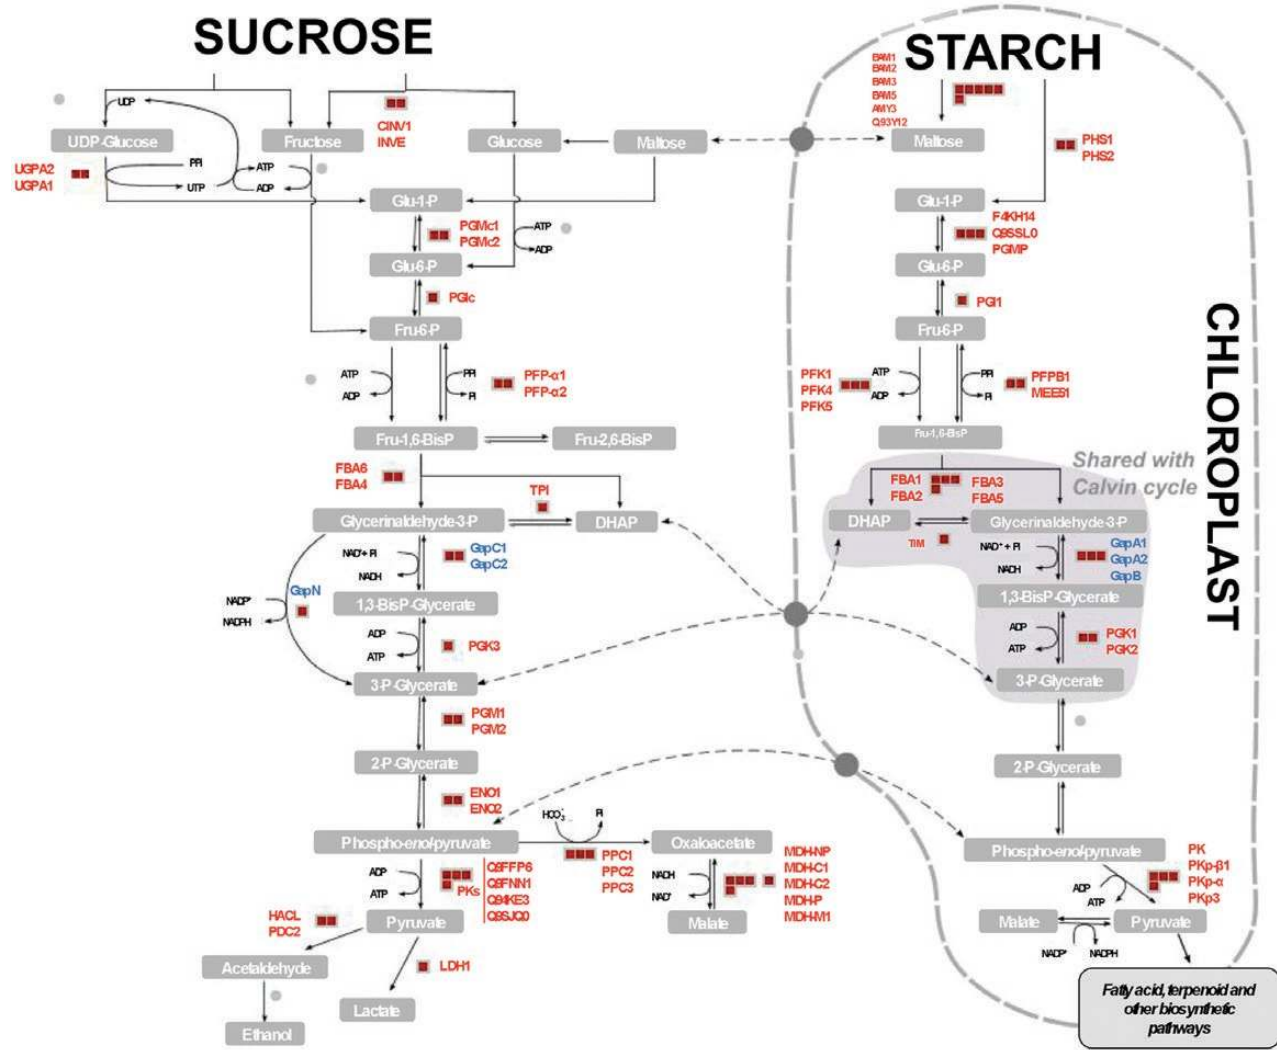 SUCROSE
STARCH
CHLOROPLAST
UDP
UDP-Glucose
Fructose
CINV1
INVE
Glucose
Maltose
UGPA2
UGPA1
PPi
UTP
ATP
ADP
Glu-1-P
PGMc1
PGMc2
ATP
ADP
Glu-6-P
PGIc
Fru-6-P
ATP
ADP
PPi
Pi
PFP-α1
PFP-α2
Fru-1,6-BisP
Fru-2,6-BisP
FBA6
FBA4
TPI
Glycerinaldehyde-3-P
DHAP
NAD⁺+ Pi
NADH
GapC1
GapC2
GapN
NADP⁺
NADPH
1,3-BisP-Glycerate
ADP
ATP
PGK3
3-P-Glycerate
PGM1
PGM2
2-P-Glycerate
ENO1
ENO2
Phospho-enol-pyruvate
HCO₃⁻
Pi
PPC1
PPC2
PPC3
Oxaloacetate
NADH
NAD⁺
Malate
MDH-NP
MDH-C1
MDH-C2
MDH-P
MDH-M1
ADP
ATP
PKs
Q9FFP6
Q9FNN1
Q94KE3
Q9SJQ0
Pyruvate
HACL
PDC2
Acetaldehyde
Ethanol
LDH1
Lactate
BAM1
BAM2
BAM3
BAM5
AMY3
Q93Y12
Maltose
PHS1
PHS2
Glu-1-P
F4KH14
Q9SSL0
PGMP
Glu-6-P
PGI1
Fru-6-P
PFK1
PFK4
PFK5
ATP
ADP
PPi
Pi
PFPB1
MEE51
Fru-1,6-BisP
Shared with
Calvin cycle
FBA1
FBA2
FBA3
FBA5
DHAP
TIM
Glycerinaldehyde-3-P
NAD⁺ + Pi
NADH
GapA1
GapA2
GapB
1,3-BisP-Glycerate
ADP
ATP
PGK1
PGK2
3-P-Glycerate
2-P-Glycerate
Phospho-enol-pyruvate
ADP
ATP
PK
PKp-β1
PKp-α
PKp3
Malate
Pyruvate
NADP⁺
NADPH
Fatty acid, terpenoid and
other biosynthetic
pathways